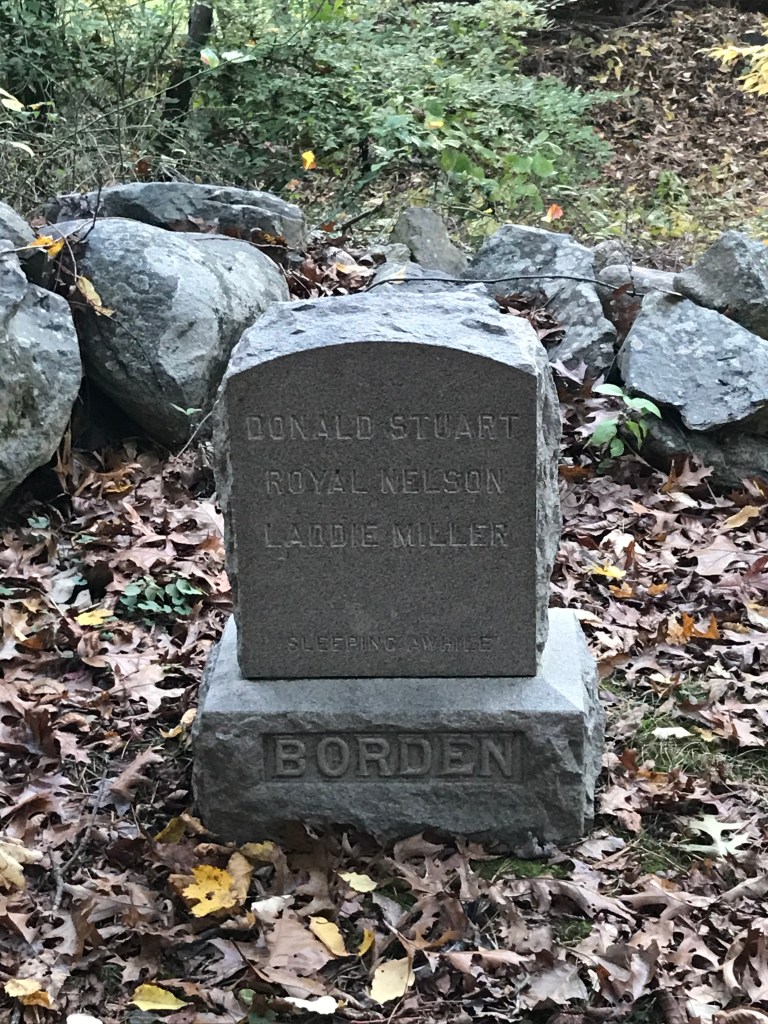 DONALD STUART
ROYAL NELSON
LADDIE MILLER
SLEEPING AWHILE
BORDEN